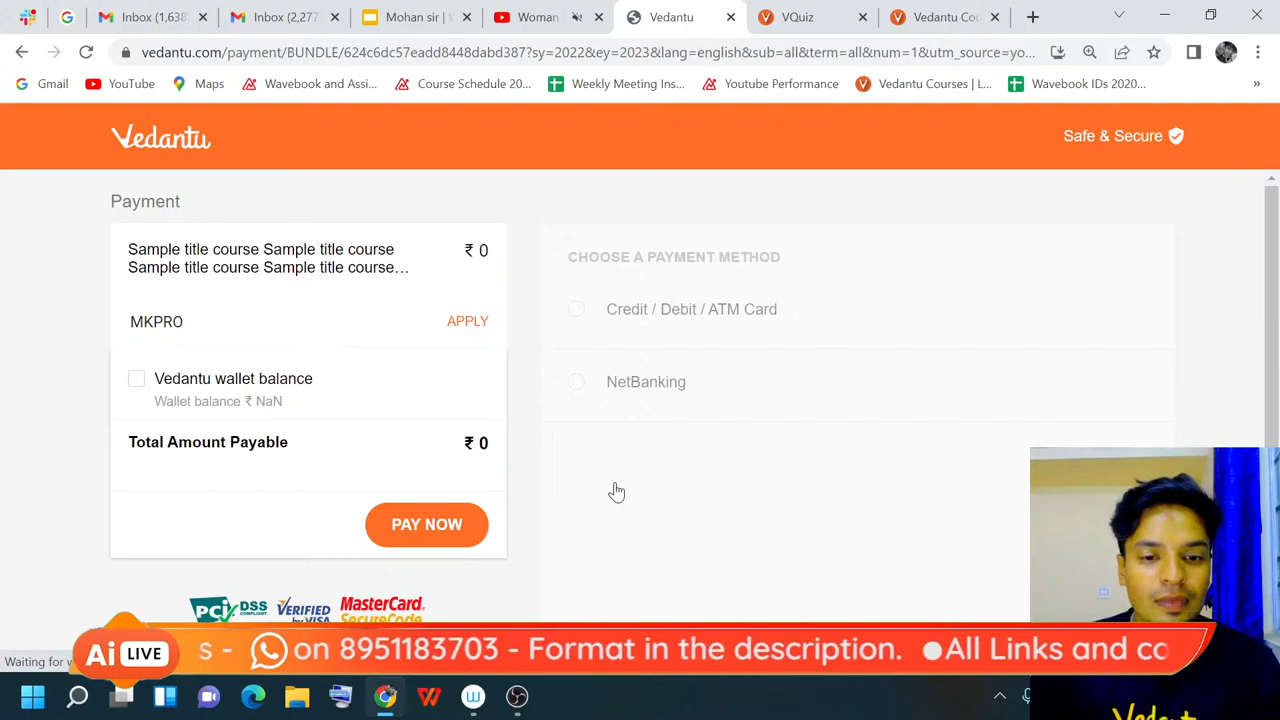 Inbox (1,638
Inbox (2,277
Mohan sir | V
Woman
Vedantu
VQuiz
Vedantu Cou
vedantu.com/payment/BUNDLE/624c6dc57eadd8448dabd387?sy=2022&ey=2023&lang=english&sub=all&term=all&num=1&utm_source=yo...
Gmail
YouTube
Maps
Wavebook and Assi...
Course Schedule 20...
Weekly Meeting Ins...
Youtube Performance
Vedantu Courses | L...
Wavebook IDs 2020...
»
Vedantu
Safe & Secure
Payment
Sample title course Sample title course
Sample title course Sample title course...
₹ 0
MKPRO
APPLY
Vedantu wallet balance
Wallet balance ₹ NaN
Total Amount Payable
₹ 0
PAY NOW
CHOOSE A PAYMENT METHOD
Credit / Debit / ATM Card
NetBanking
PCI DSS
COMPLIANT
VERIFIED
by VISA
MasterCard
SecureCode
Ai LIVE
s - on 8951183703 - Format in the description. ●All Links and co
Waiting for